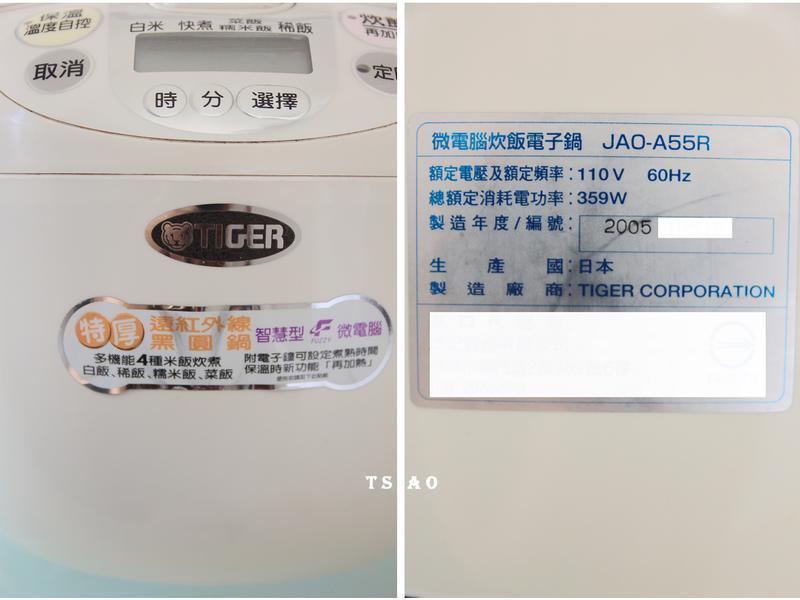 保溫
溫度自控
白米 快煮 菜飯 糯米飯 稀飯
炊
再加
取消
定
時 分 選擇
TIGER
特厚 遠紅外線 黑圓鍋
智慧型 FUZZY 微電腦
多機能4種米飯炊煮
白飯、稀飯、糯米飯、菜飯
附電子鐘可設定煮熱時間
保溫時新功能「再加熱」
微電腦炊飯電子鍋 JAO-A55R
額定電壓及額定頻率:110V 60Hz
總額定消耗電功率:359W
製造年度/編號:2005
生產國:日本
製造廠商:TIGER CORPORATION
TS AO